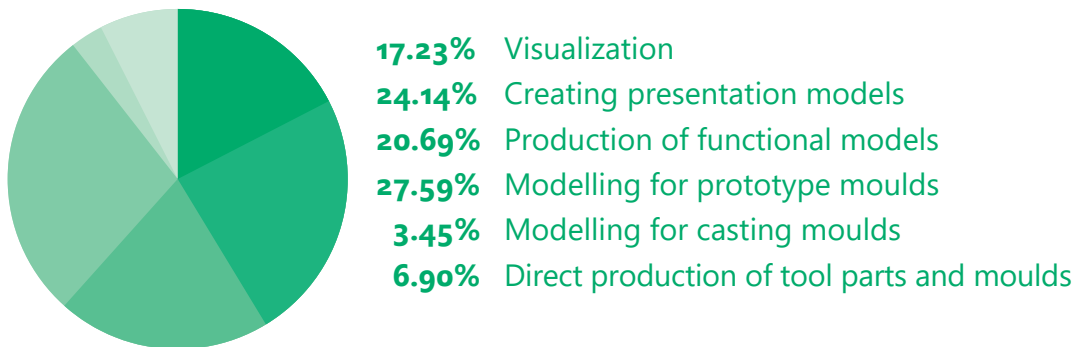 17.23% Visualization
24.14% Creating presentation models
20.69% Production of functional models
27.59% Modelling for prototype moulds
3.45% Modelling for casting moulds
6.90% Direct production of tool parts and moulds